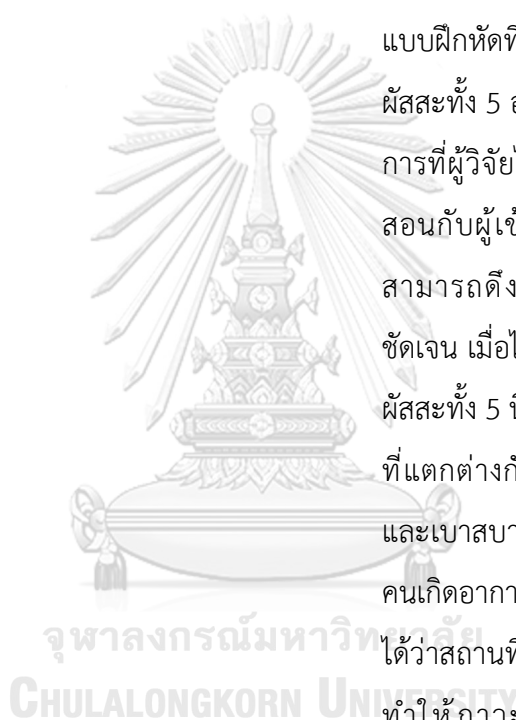 แบบฝึกหัดที
ผัสสะทั้ง 5 อ
การที่ผู้วิจัยไ
สอนกับผู้เข้
สามารถดึง
ชัดเจน เมื่อไ
ผัสสะทั้ง 5 นี
ที่แตกต่างกั
และเบาสบา
คนเกิดอากา
จุฬาลงกรณ์มหาวิทยาลัย
ได้ว่าสถานที
CHULALONGKORN UNIVERSITY
ทำให้ภาวะ